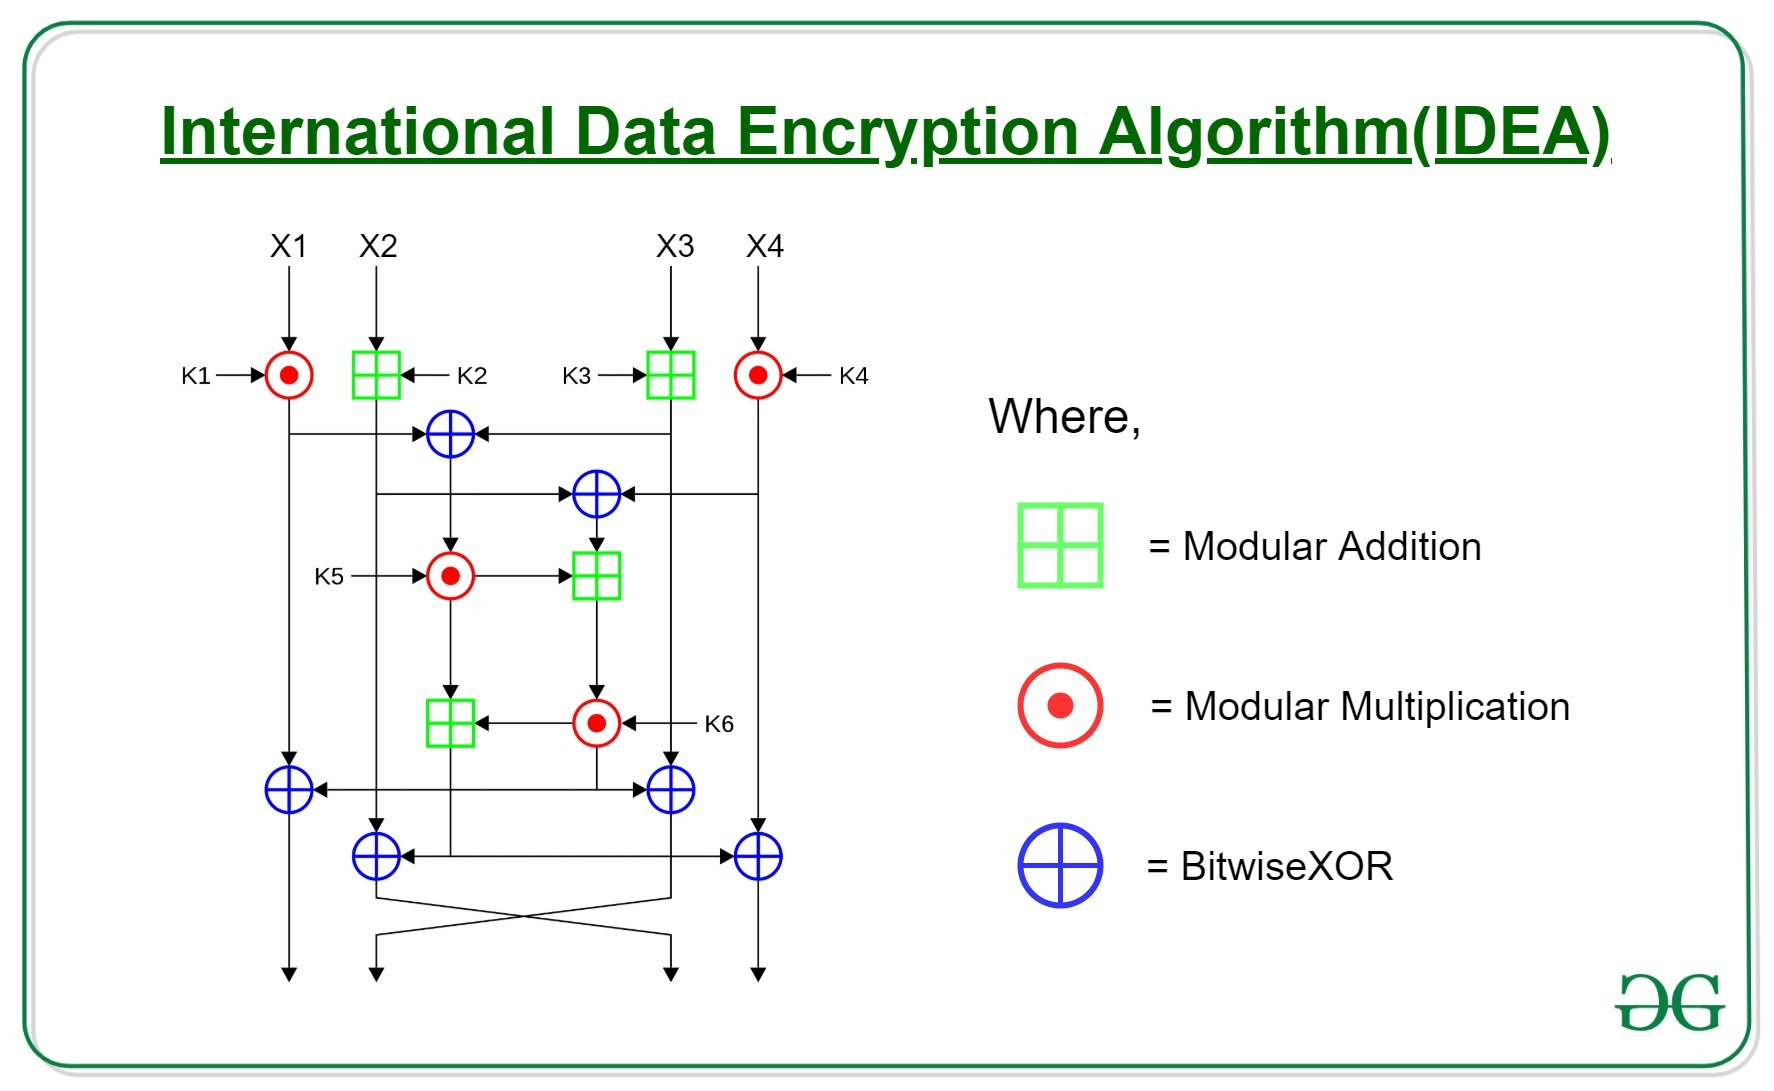 International Data Encryption Algorithm(IDEA)
X1 X2 X3 X4
K1 K2 K3 K4
Where,
= Modular Addition
K5
= Modular Multiplication
K6
= BitwiseXOR